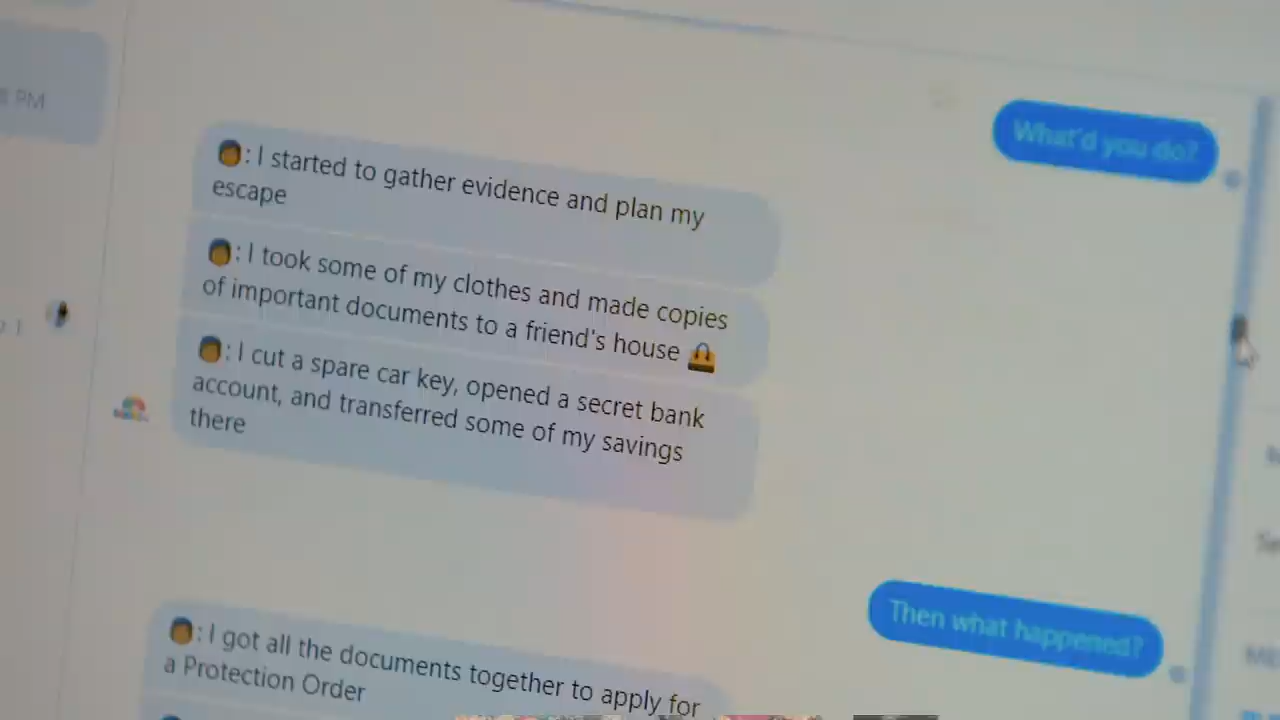 PM
What'd you do?
: I started to gather evidence and plan my
escape
: I took some of my clothes and made copies
of important documents to a friend's house
: I cut a spare car key, opened a secret bank
account, and transferred some of my savings
there
Then what happened?
: I got all the documents together to apply for
a Protection Order